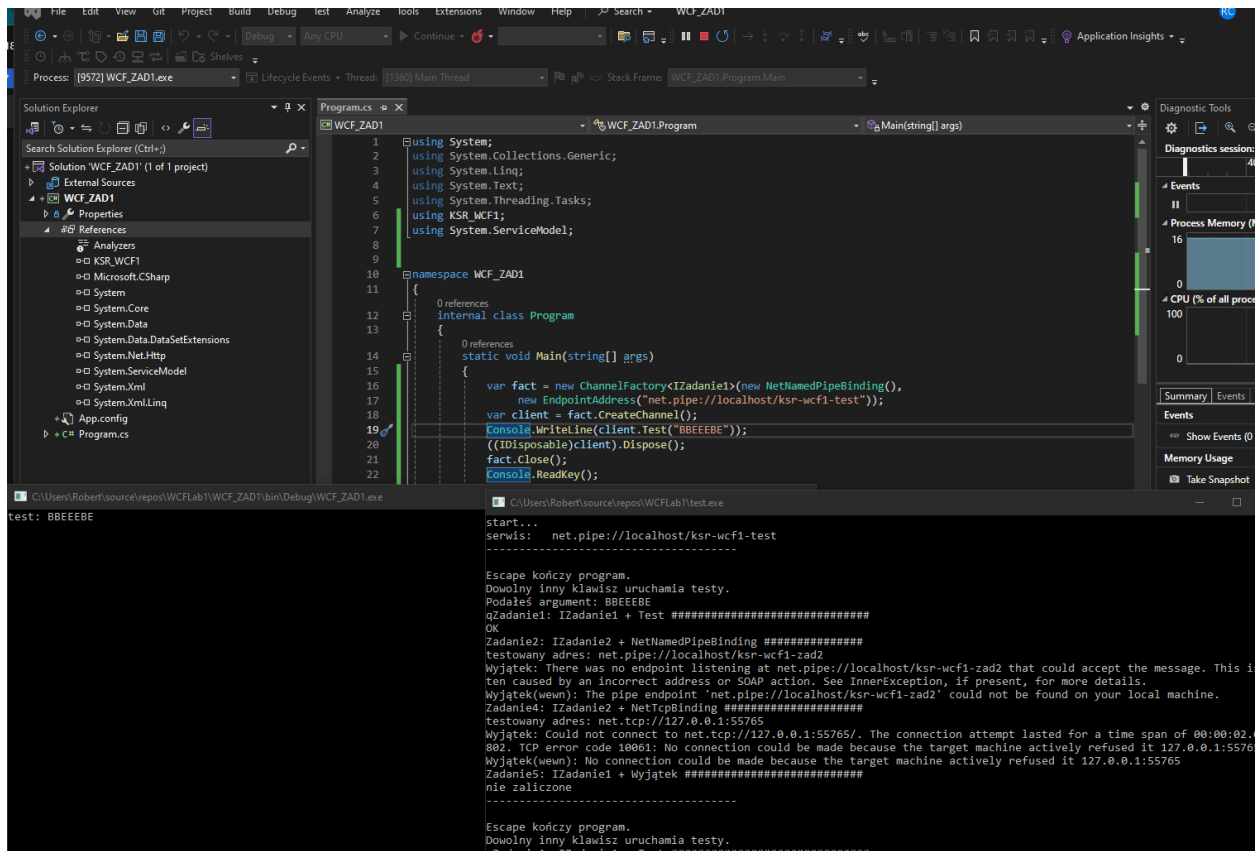 File Edit View Git Project Build Debug Test Analyze Tools Extensions Window Help Search WCF_ZAD1 RC
Debug Any CPU Continue Application Insights
Shelves
Process: [9572] WCF_ZAD1.exe Lifecycle Events Thread: [1360] Main Thread Stack Frame: WCF_ZAD1.Program.Main
Solution Explorer
Search Solution Explorer (Ctrl+;)
Solution 'WCF_ZAD1' (1 of 1 project)
External Sources
WCF_ZAD1
Properties
References
Analyzers
KSR_WCF1
Microsoft.CSharp
System
System.Core
System.Data
System.Data.DataSetExtensions
System.Net.Http
System.ServiceModel
System.Xml
System.Xml.Linq
App.config
C# Program.cs
Program.cs
WCF_ZAD1 WCF_ZAD1.Program Main(string[] args)
1 using System;
2 using System.Collections.Generic;
3 using System.Linq;
4 using System.Text;
5 using System.Threading.Tasks;
6 using KSR_WCF1;
7 using System.ServiceModel;
8
9
10 namespace WCF_ZAD1
11 {
0 references
12 internal class Program
13 {
0 references
14 static void Main(string[] args)
15 {
16 var fact = new ChannelFactory<IZadanie1>(new NetNamedPipeBinding(),
17 new EndpointAddress("net.pipe://localhost/ksr-wcf1-test"));
18 var client = fact.CreateChannel();
19 Console.WriteLine(client.Test("BBEEEBE"));
20 ((IDisposable)client).Dispose();
21 fact.Close();
22 Console.ReadKey();
Diagnostic Tools
Diagnostics session:
Events
Process Memory (M
16
0
CPU (% of all proce
100
0
Summary Events
Events
Show Events (0
Memory Usage
Take Snapshot
C:\Users\Robert\source\repos\WCFLab1\WCF_ZAD1\bin\Debug\WCF_ZAD1.exe
test: BBEEEBE
C:\Users\Robert\source\repos\WCFLab1\test.exe
start...
serwis: net.pipe://localhost/ksr-wcf1-test
--------------------------------------
Escape kończy program.
Dowolny inny klawisz uruchamia testy.
Podałeś argument: BBEEEBE
qZadanie1: IZadanie1 + Test ##############################
OK
Zadanie2: IZadanie2 + NetNamedPipeBinding ###############
testowany adres: net.pipe://localhost/ksr-wcf1-zad2
Wyjątek: There was no endpoint listening at net.pipe://localhost/ksr-wcf1-zad2 that could accept the message. This is
ten caused by an incorrect address or SOAP action. See InnerException, if present, for more details.
Wyjątek(wewn): The pipe endpoint 'net.pipe://localhost/ksr-wcf1-zad2' could not be found on your local machine.
Zadanie4: IZadanie2 + NetTcpBinding #####################
testowany adres: net.tcp://127.0.0.1:55765
Wyjątek: Could not connect to net.tcp://127.0.0.1:55765/. The connection attempt lasted for a time span of 00:00:02.
802. TCP error code 10061: No connection could be made because the target machine actively refused it 127.0.0.1:5576
Wyjątek(wewn): No connection could be made because the target machine actively refused it 127.0.0.1:55765
Zadanie5: IZadanie1 + Wyjątek ###########################
nie zaliczone
--------------------------------------
Escape kończy program.
Dowolny inny klawisz uruchamia testy.